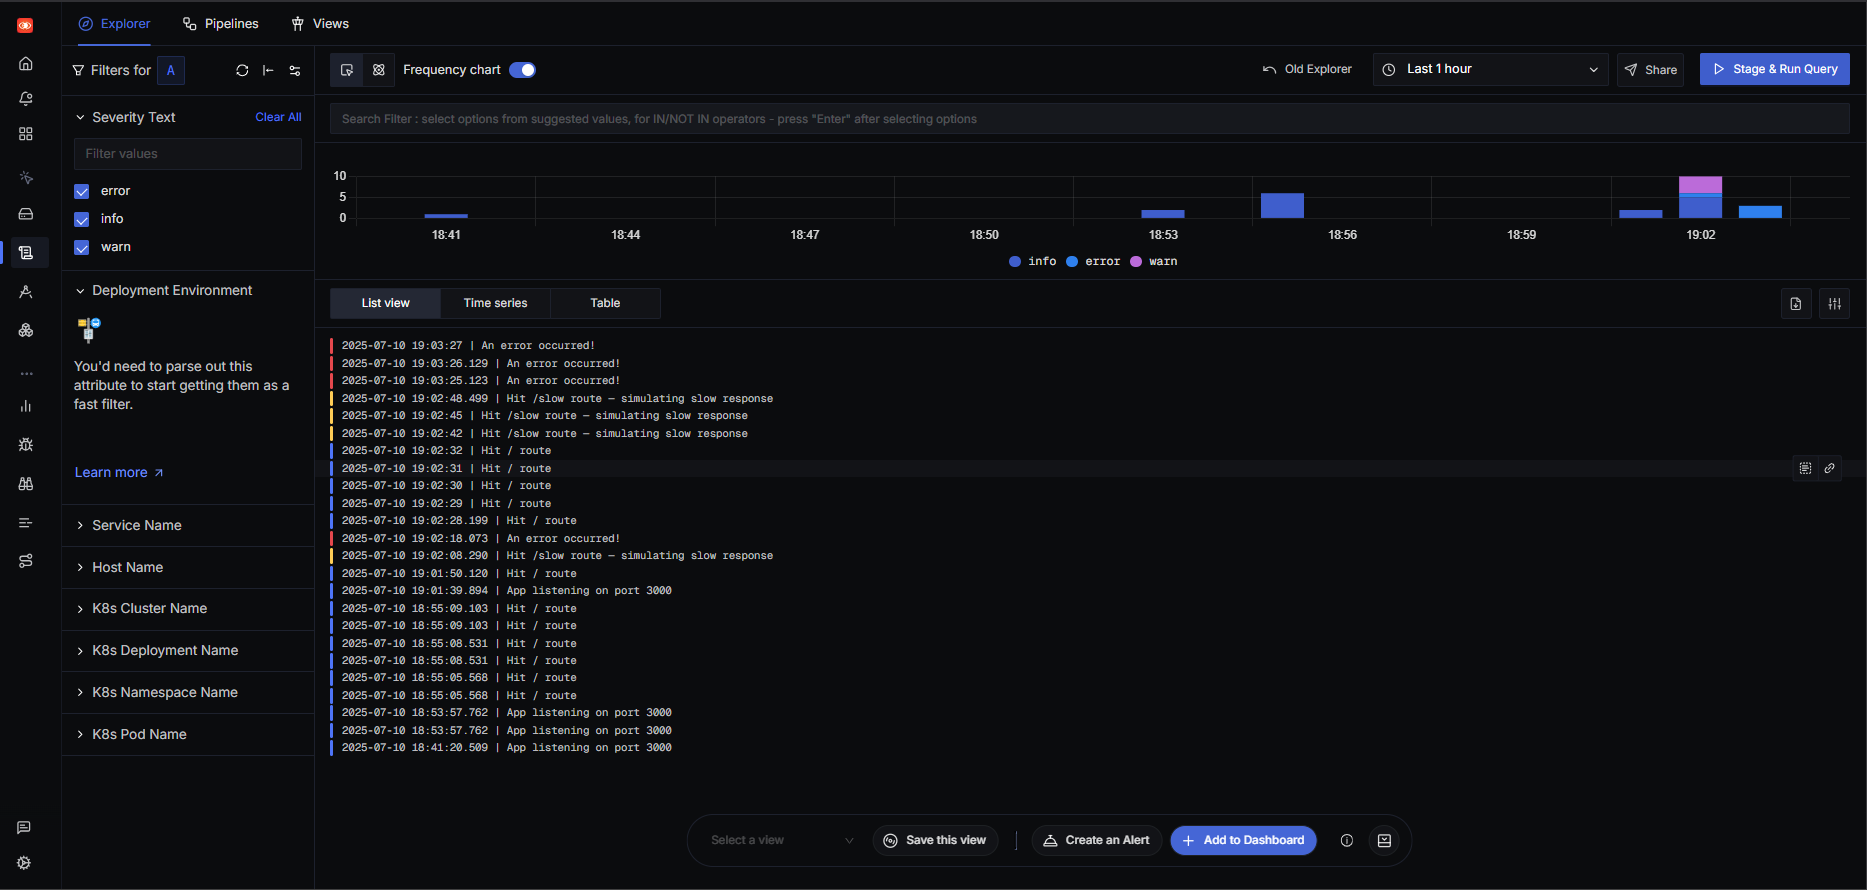 Explorer
Pipelines
Views
Filters for A
Frequency chart
Old Explorer
Last 1 hour
Share
Stage & Run Query
Severity Text
Clear All
Filter values
error
info
warn
Search Filter : select options from suggested values, for IN/NOT IN operators - press "Enter" after selecting options
10
5
0
18:41 18:44 18:47 18:50 18:53 18:56 18:59 19:02
info error warn
Deployment Environment
You'd need to parse out this
attribute to start getting them as a
fast filter.
Learn more
Service Name
Host Name
K8s Cluster Name
K8s Deployment Name
K8s Namespace Name
K8s Pod Name
List view
Time series
Table
2025-07-10 19:03:27 | An error occurred!
2025-07-10 19:03:26.129 | An error occurred!
2025-07-10 19:03:25.123 | An error occurred!
2025-07-10 19:02:48.499 | Hit /slow route – simulating slow response
2025-07-10 19:02:45 | Hit /slow route – simulating slow response
2025-07-10 19:02:42 | Hit /slow route – simulating slow response
2025-07-10 19:02:32 | Hit / route
2025-07-10 19:02:31 | Hit / route
2025-07-10 19:02:30 | Hit / route
2025-07-10 19:02:29 | Hit / route
2025-07-10 19:02:28.199 | Hit / route
2025-07-10 19:02:18.073 | An error occurred!
2025-07-10 19:02:08.290 | Hit /slow route – simulating slow response
2025-07-10 19:01:50.120 | Hit / route
2025-07-10 19:01:39.894 | App listening on port 3000
2025-07-10 18:55:09.103 | Hit / route
2025-07-10 18:55:09.103 | Hit / route
2025-07-10 18:55:08.531 | Hit / route
2025-07-10 18:55:08.531 | Hit / route
2025-07-10 18:55:05.568 | Hit / route
2025-07-10 18:55:05.568 | Hit / route
2025-07-10 18:53:57.762 | App listening on port 3000
2025-07-10 18:53:57.762 | App listening on port 3000
2025-07-10 18:41:20.509 | App listening on port 3000
Select a view
Save this view
Create an Alert
Add to Dashboard